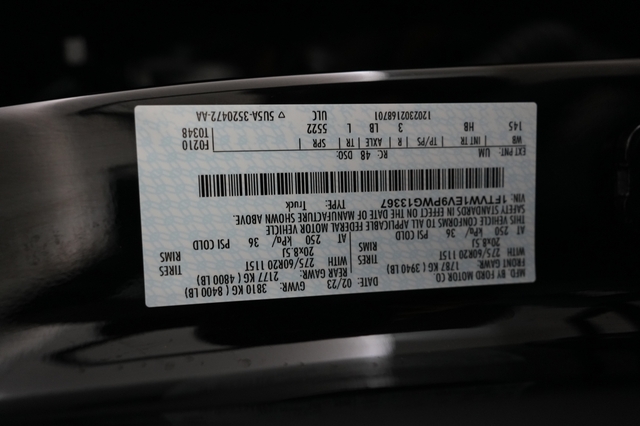 MFD. BY FORD MOTOR CO.
DATE: 02/23 GVWR: 3810 KG ( 8400 LB)
FRONT GAWR: REAR GAWR:
1787 KG ( 3940 LB) 2177 KG ( 4800 LB)
WITH 275/60R20 115T TIRES WITH 275/60R20 115T TIRES
20x8.5J RIMS 20x8.5J RIMS
AT 250 kPa/ 36 PSI COLD AT 250 kPa/ 36 PSI COLD
THIS VEHICLE CONFORMS TO ALL APPLICABLE FEDERAL MOTOR VEHICLE
SAFETY STANDARDS IN EFFECT ON THE DATE OF MANUFACTURE SHOWN ABOVE.
VIN: 1FTVW1EV9PWG13367 TYPE: Truck
EXT PNT: UM RC: 48 DSO: F0210
WB INT TR TP/PS R AXLE TR SPR T0348
145 HB 3 LB L 5522
ULC
1202302168701 5U5A-3520472-AA